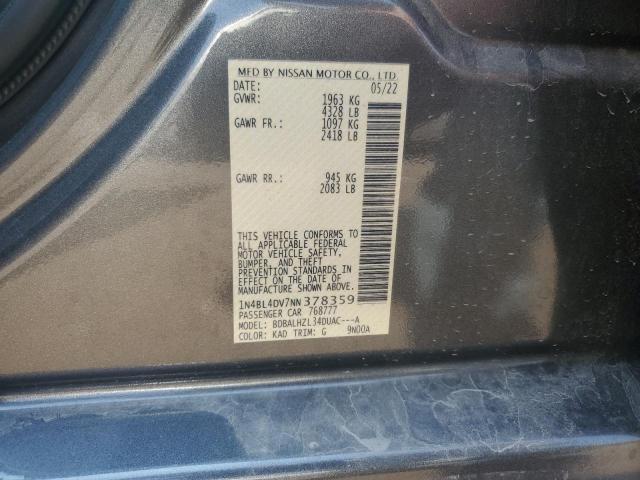 MFD BY NISSAN MOTOR CO., LTD.
DATE: 05/22
GVWR: 1963 KG
4328 LB
GAWR FR.: 1097 KG
2418 LB
GAWR RR.: 945 KG
2083 LB
THIS VEHICLE CONFORMS TO
ALL APPLICABLE FEDERAL
MOTOR VEHICLE SAFETY,
BUMPER, AND THEFT
PREVENTION STANDARDS IN
EFFECT ON THE DATE OF
MANUFACTURE SHOWN ABOVE.
1N4BL4DV7NN378359
PASSENGER CAR 768777
MODEL: BDBALHZL34DUAC---A
COLOR: KAD TRIM: G 9N00A